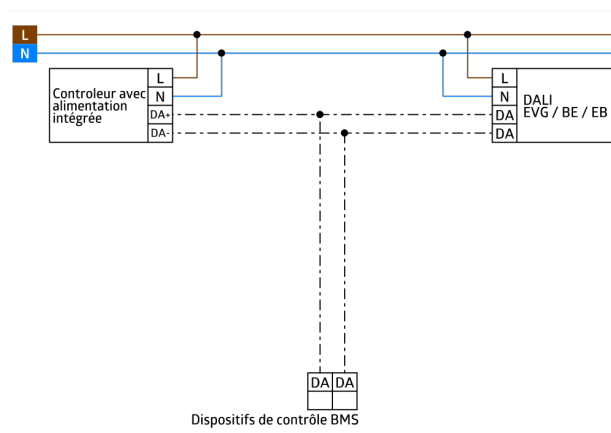 L
N
Controleur avec
alimentation
intégrée
L
N
DA+
DA-
L
N
DA
DA
DALI
EVG / BE / EB
DA DA
Dispositifs de contrôle BMS